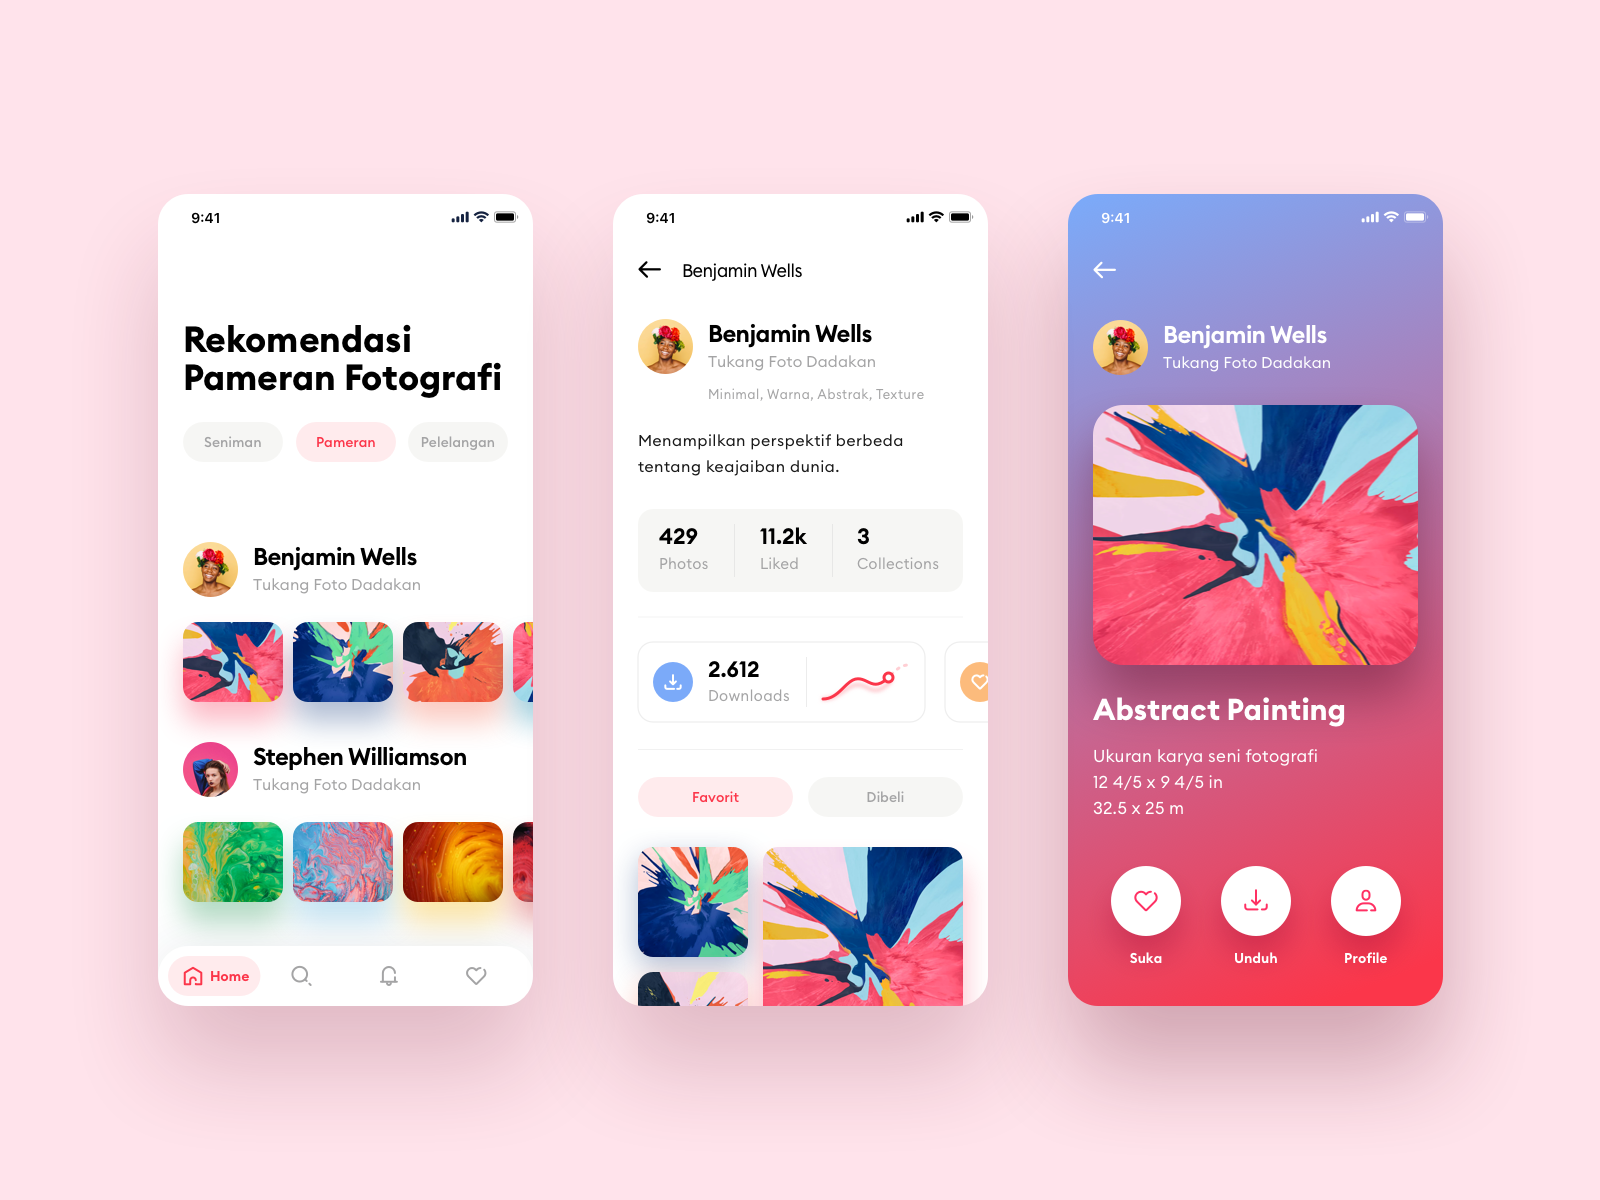 9:41
Rekomendasi
Pameran Fotografi
Seniman
Pameran
Pelelangan
Benjamin Wells
Tukang Foto Dadakan
Stephen Williamson
Tukang Foto Dadakan
Home
9:41
Benjamin Wells
Benjamin Wells
Tukang Foto Dadakan
Minimal, Warna, Abstrak, Texture
Menampilkan perspektif berbeda
tentang keajaiban dunia.
429
Photos
11.2k
Liked
3
Collections
2.612
Downloads
Favorit
Dibeli
9:41
Benjamin Wells
Tukang Foto Dadakan
Abstract Painting
Ukuran karya seni fotografi
12 4/5 x 9 4/5 in
32.5 x 25 m
Suka
Unduh
Profile